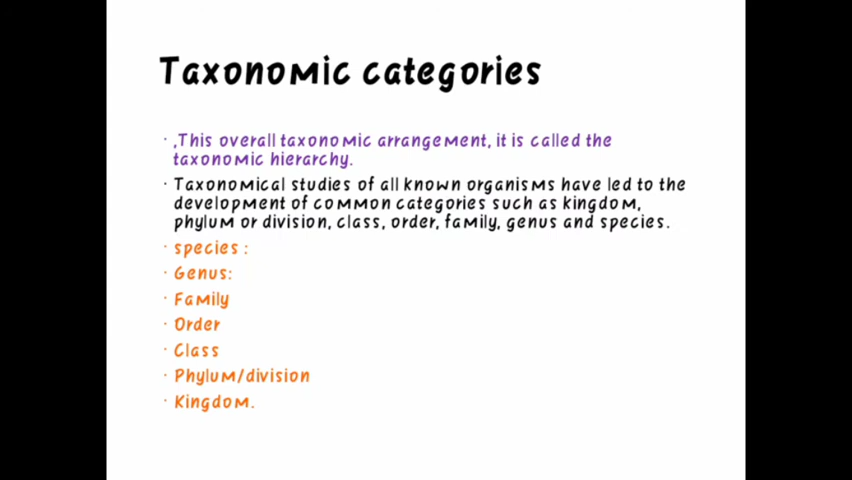 Taxonomic categories
· ,This overall taxonomic arrangement, it is called the
taxonomic hierarchy.
· Taxonomical studies of all known organisms have led to the
development of common categories such as kingdom,
phylum or division, class, order, family, genus and species.
· species :
· Genus:
· Family
· Order
· Class
· Phylum/division
· Kingdom.